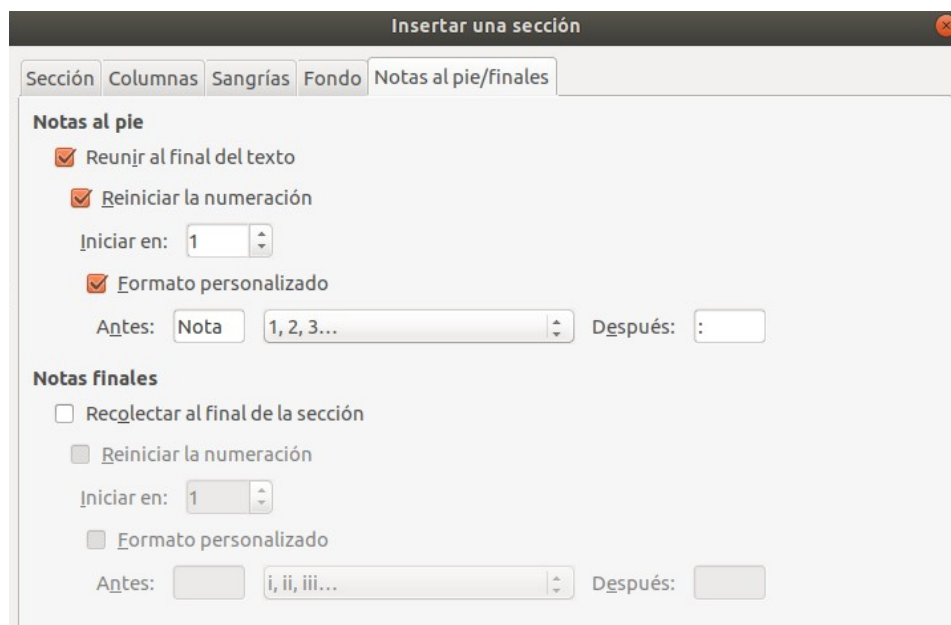 Insertar una sección
Sección Columnas Sangrías Fondo Notas al pie/finales
Notas al pie
Reunir al final del texto
Reiniciar la numeración
Iniciar en: 1
Formato personalizado
Antes: Nota 1, 2, 3... Después: :
Notas finales
Recolectar al final de la sección
Reiniciar la numeración
Iniciar en: 1
Formato personalizado
Antes: i, ii, iii... Después: